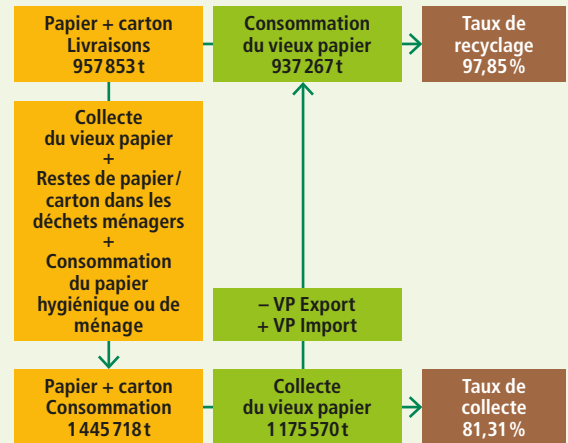 Papier + carton
Livraisons
957 853 t
Consommation
du vieux papier
937 267 t
Taux de
recyclage
97,85 %
Collecte
du vieux papier
+
Restes de papier /
carton dans les
déchets ménagers
+
Consommation
du papier
hygiénique ou de
ménage
– VP Export
+ VP Import
Papier + carton
Consommation
1 445 718 t
Collecte
du vieux papier
1 175 570 t
Taux de
collecte
81,31 %